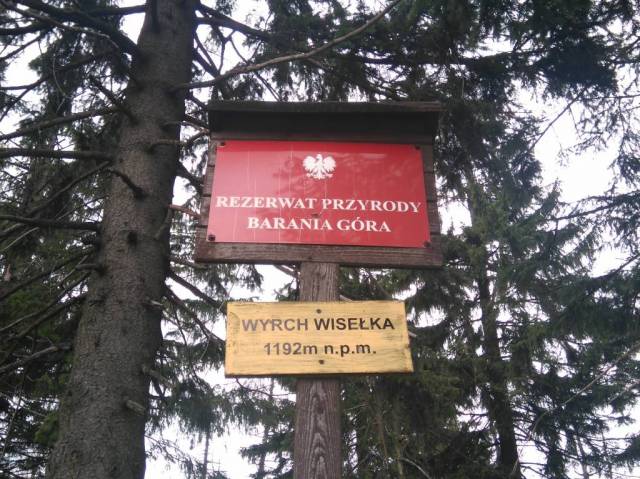 REZERWAT PRZYRODY
BARANIA GÓRA
WYRCH WISEŁKA
1192m n.p.m.